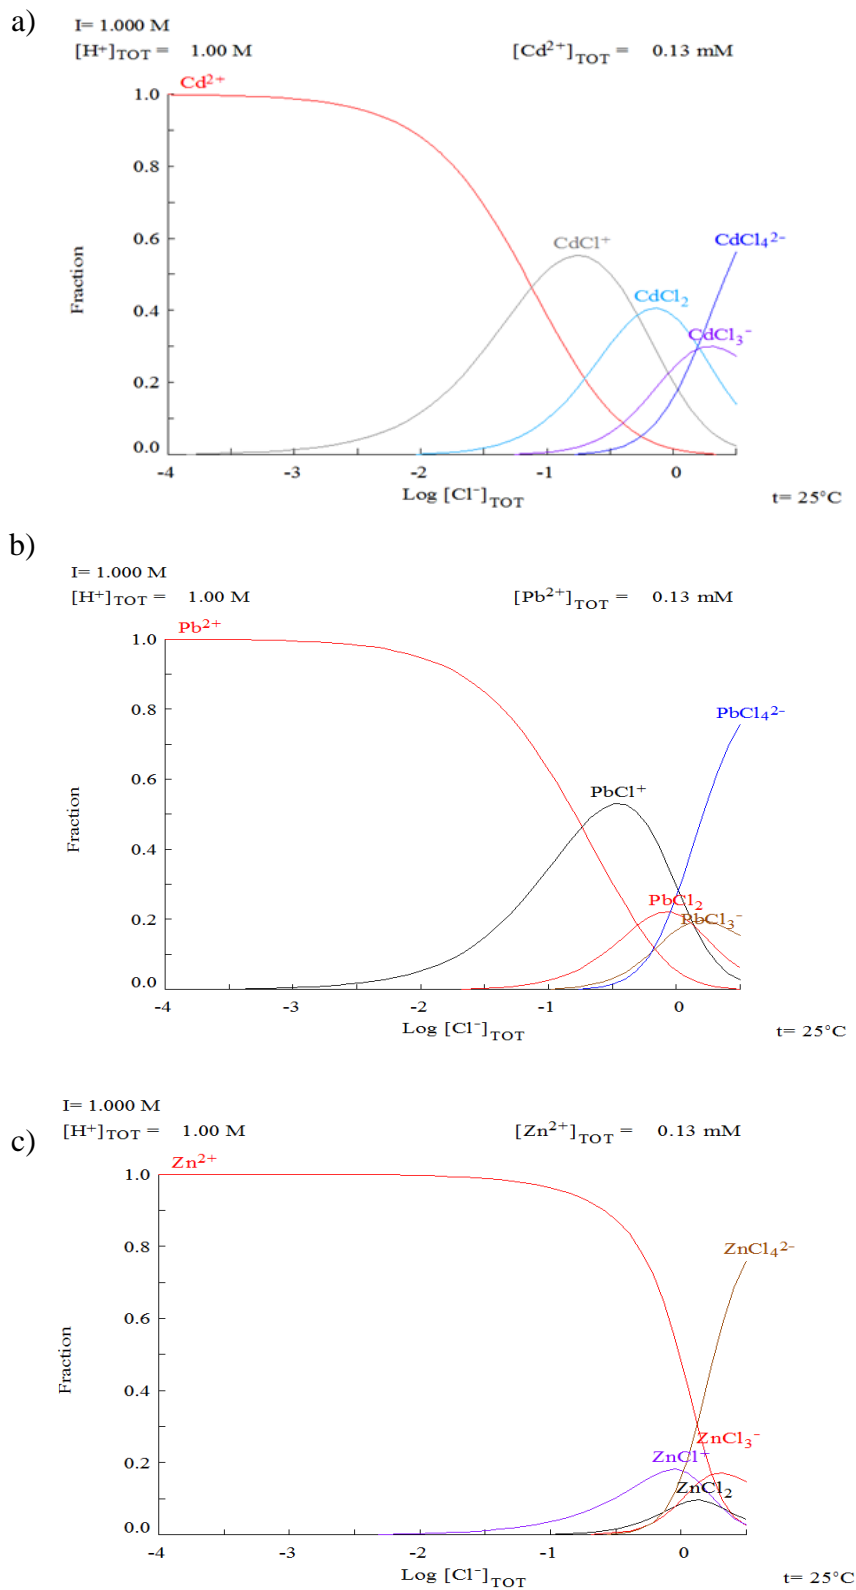 a)
I= 1.000 M
[H⁺]TOT = 1.00 M [Cd²⁺]TOT = 0.13 mM
Cd²⁺
1.0
0.8
0.6
0.4
0.2
0.0
Fraction
CdCl⁺
CdCl₂
CdCl₃⁻
CdCl₄²⁻
-4 -3 -2 -1 0
Log [Cl⁻]TOT
t= 25°C
b)
I= 1.000 M
[H⁺]TOT = 1.00 M [Pb²⁺]TOT = 0.13 mM
Pb²⁺
1.0
0.8
0.6
0.4
0.2
0.0
Fraction
PbCl⁺
PbCl₂
PbCl₃⁻
PbCl₄²⁻
-4 -3 -2 -1 0
Log [Cl⁻]TOT
t= 25°C
c)
I= 1.000 M
[H⁺]TOT = 1.00 M [Zn²⁺]TOT = 0.13 mM
Zn²⁺
1.0
0.8
0.6
0.4
0.2
0.0
Fraction
ZnCl⁺
ZnCl₂
ZnCl₃⁻
ZnCl₄²⁻
-4 -3 -2 -1 0
Log [Cl⁻]TOT
t= 25°C